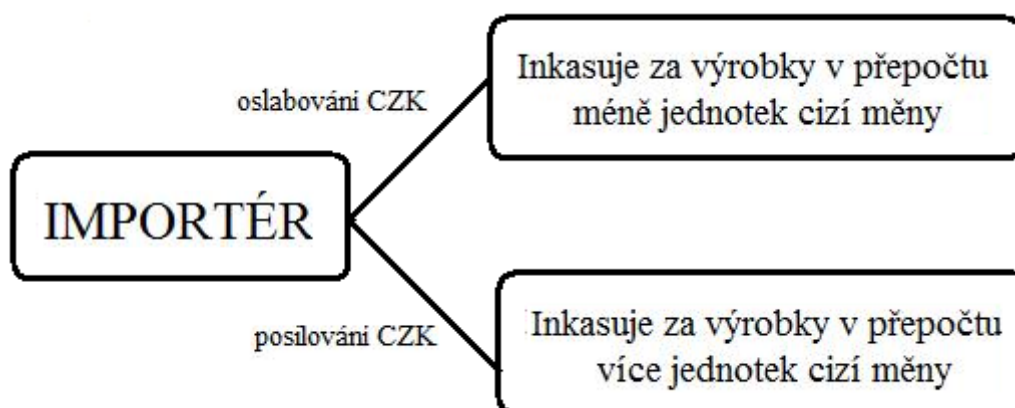 Inkasuje za výrobky v přepočtu
méně jednotek cizí měny
oslabování CZK
IMPORTÉR
posilování CZK
Inkasuje za výrobky v přepočtu
více jednotek cizí měny